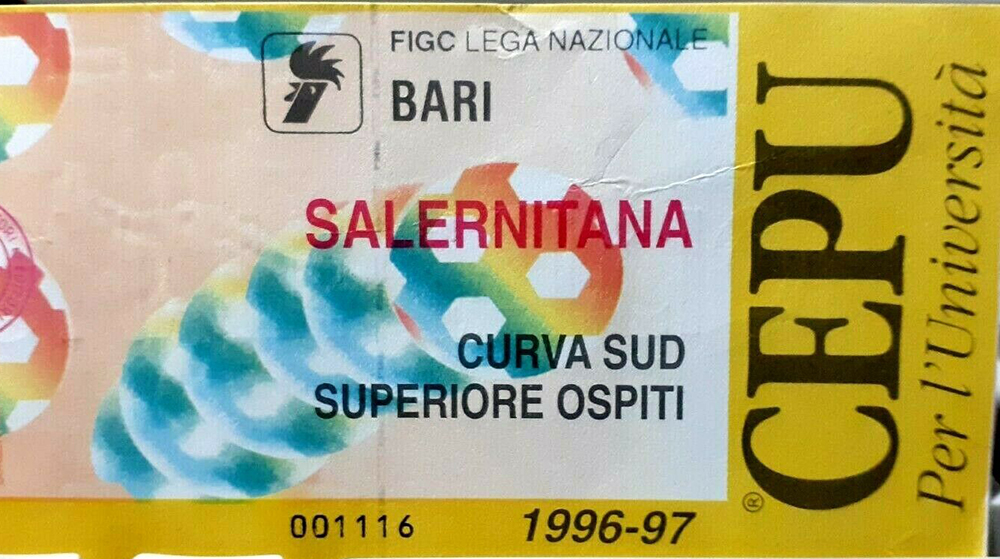 FIGC LEGA NAZIONALE
BARI
SALERNITANA
CURVA SUD
SUPERIORE OSPITI
001116
1996-97
CEPU
®
Per l'Università